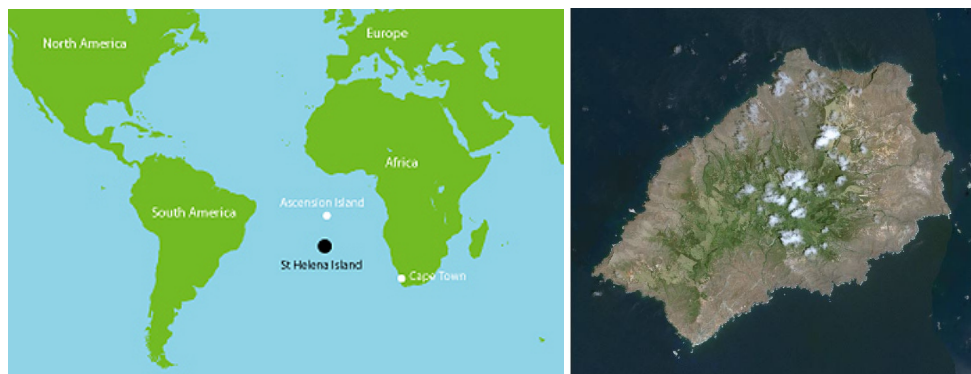 North America
Europe
Africa
South America
Ascension Island
St Helena Island
Cape Town